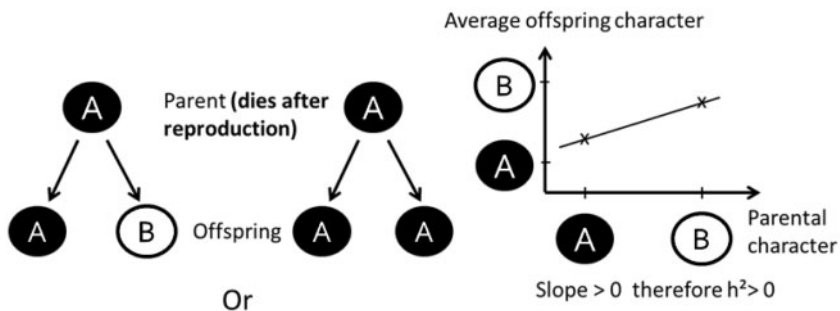 Average offspring character
A
Parent (dies after
reproduction)
A
B
A
A
B
Offspring
A
A
A
B
Parental
character
Or
Slope > 0 therefore h²> 0